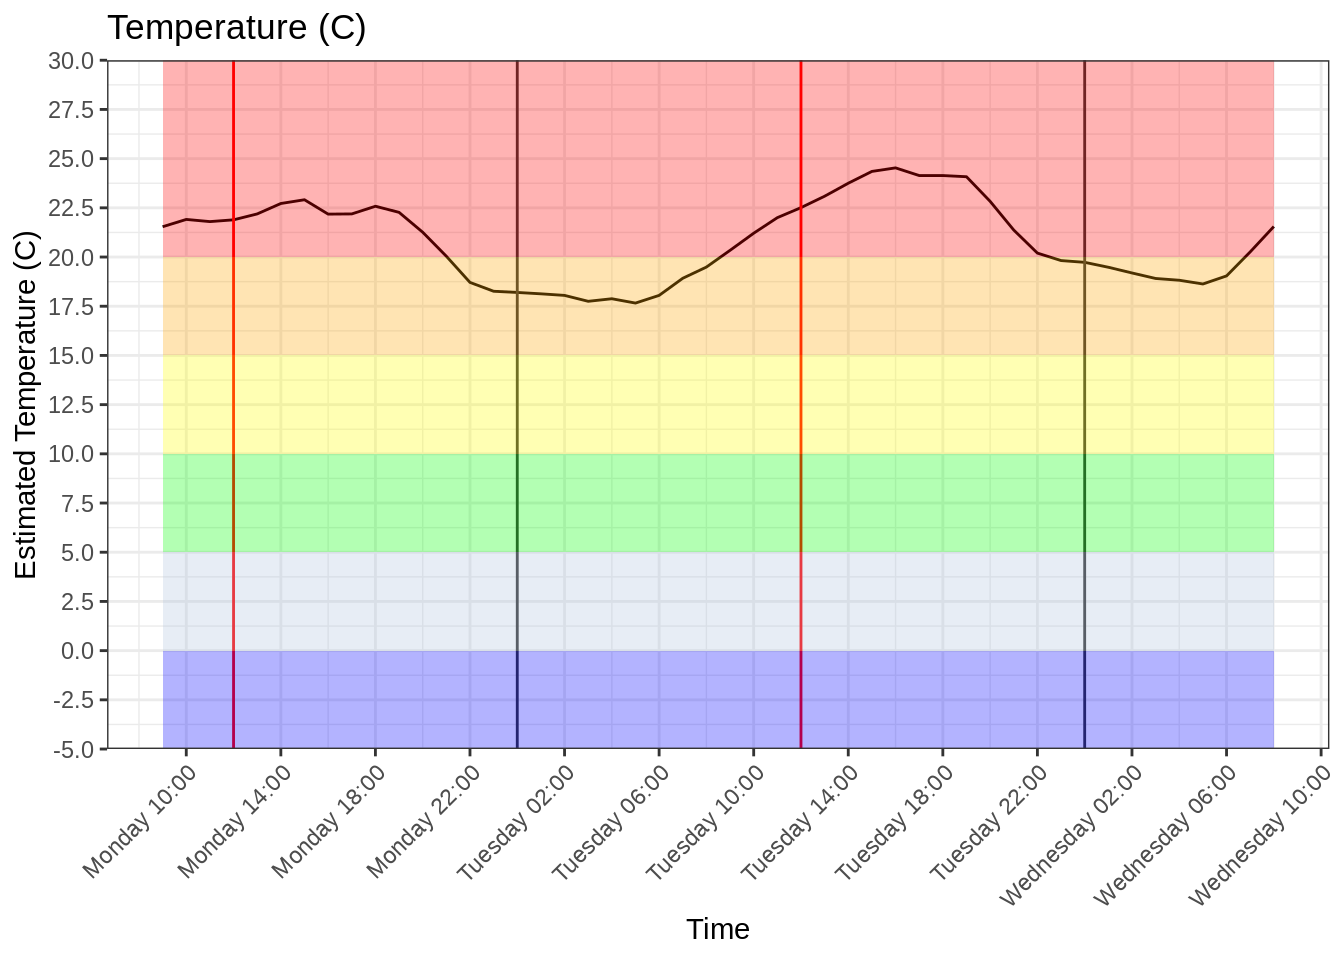 Temperature (C)
Estimated Temperature (C)
30.0
27.5
25.0
22.5
20.0
17.5
15.0
12.5
10.0
7.5
5.0
2.5
0.0
-2.5
-5.0
Monday 10:00
Monday 14:00
Monday 18:00
Monday 22:00
Tuesday 02:00
Tuesday 06:00
Tuesday 10:00
Tuesday 14:00
Tuesday 18:00
Tuesday 22:00
Wednesday 02:00
Wednesday 06:00
Wednesday 10:00
Time